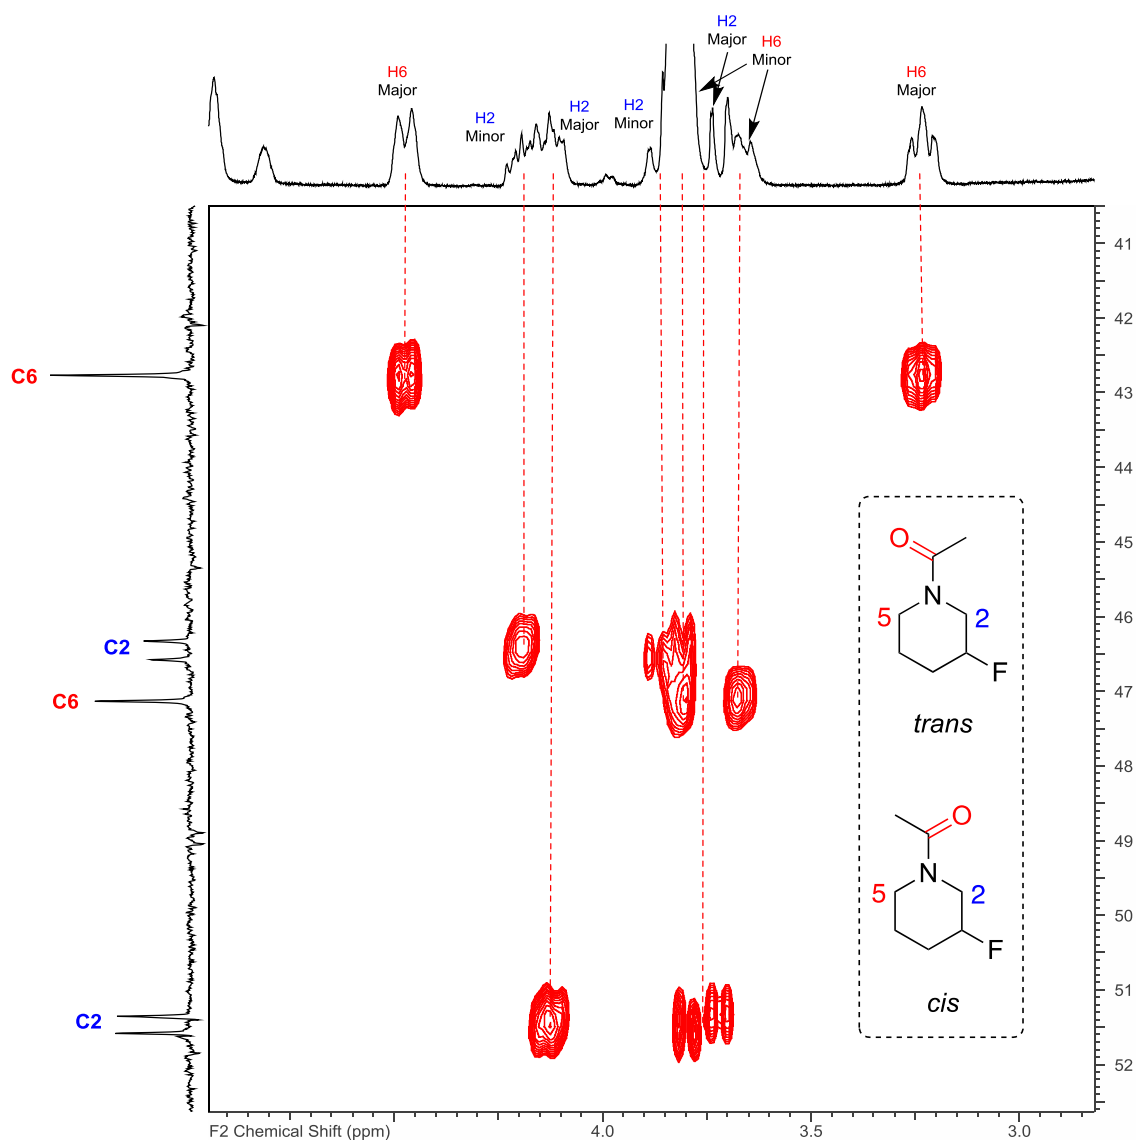 H2
Major
H6
Minor
H6
Major
H2
Minor
H2
Major
H2
Minor
H6
Major
41
42
C6
43
44
45
O
N
5
2
46
C2
F
47
C6
trans
48
O
49
N
5
2
50
F
51
cis
C2
52
F2 Chemical Shift (ppm)
4.0
3.5
3.0